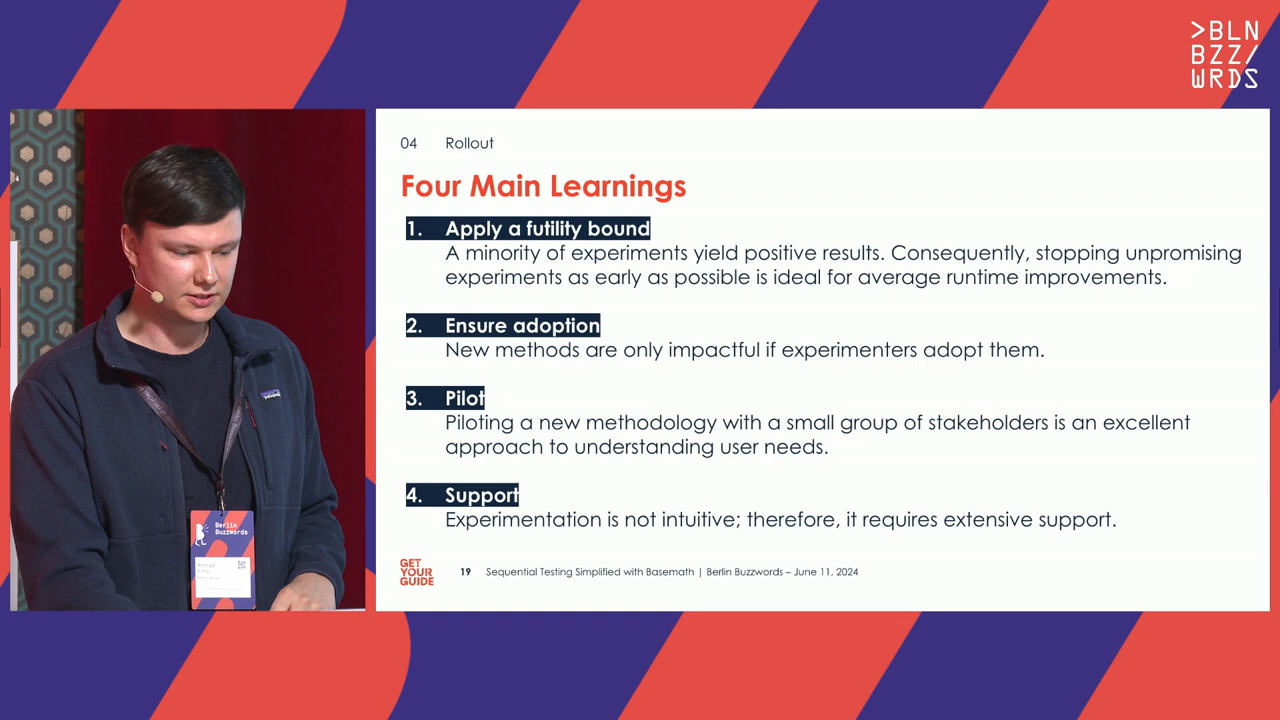 >BLN
BZZ/
WRDS
04 Rollout
Four Main Learnings
1. Apply a futility bound
A minority of experiments yield positive results. Consequently, stopping unpromising
experiments as early as possible is ideal for average runtime improvements.
2. Ensure adoption
New methods are only impactful if experimenters adopt them.
3. Pilot
Piloting a new methodology with a small group of stakeholders is an excellent
approach to understanding user needs.
4. Support
Experimentation is not intuitive; therefore, it requires extensive support.
GET
YOUR
GUIDE
19 Sequential Testing Simplified with Basemath | Berlin Buzzwords – June 11, 2024
Berlin
Buzzwords